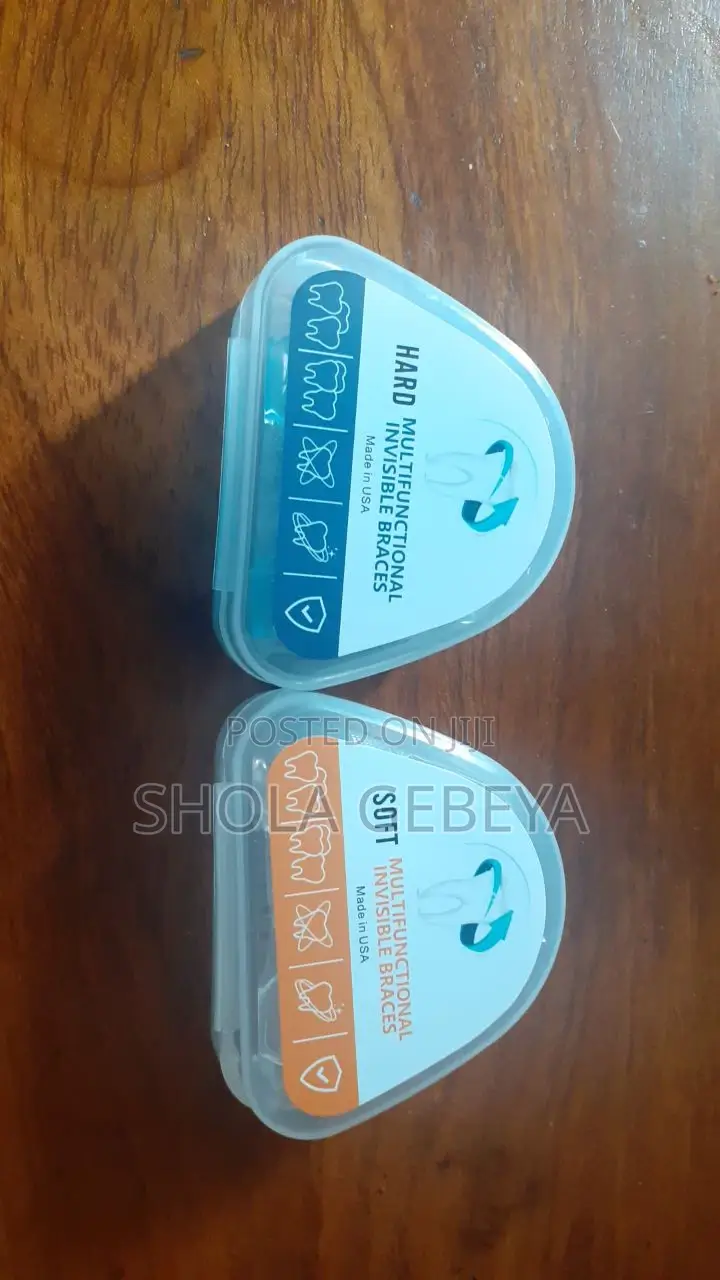 HARD MULTIFUNCTIONAL
INVISIBLE BRACES
Made in USA
POSTED ON JIJI
SHOLA GEBEYA
SOFT MULTIFUNCTIONAL
INVISIBLE BRACES
Made in USA